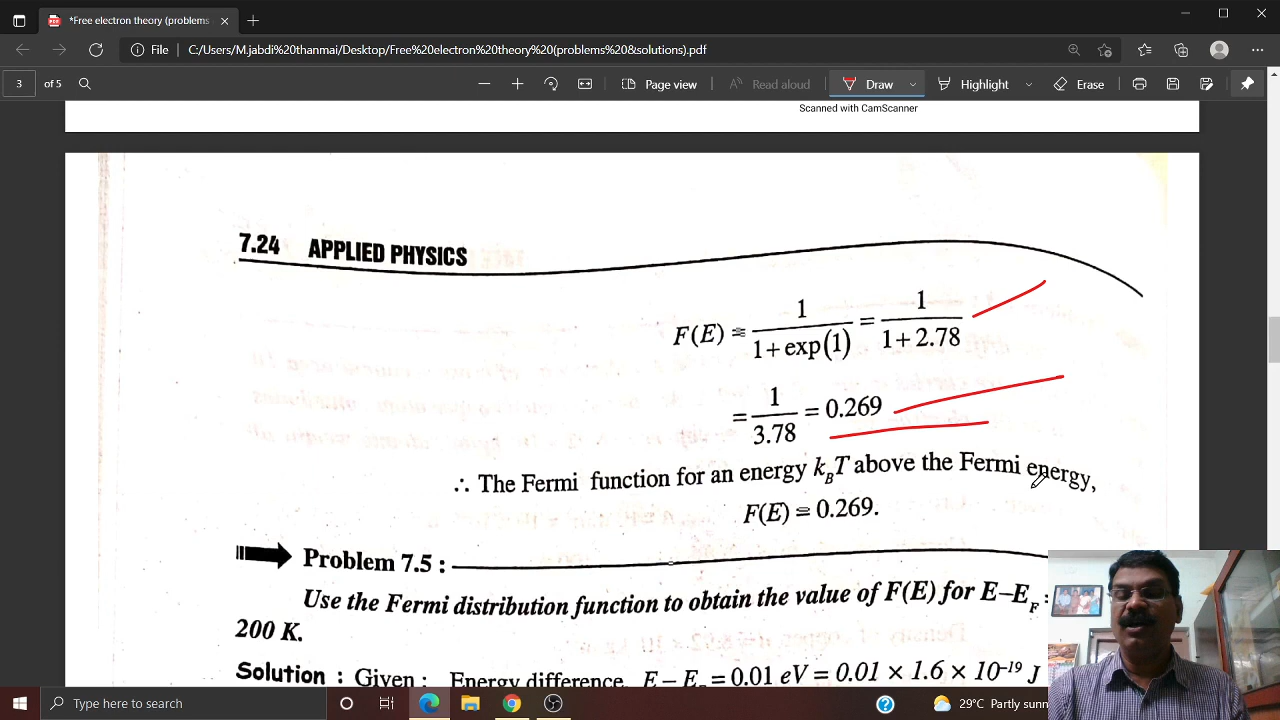 *Free electron theory (problems
File
C:/Users/M.jabdi%20thanmai/Desktop/Free%20electron%20theory%20(problems%20&solutions).pdf
3 of 5
Page view
Read aloud
Draw
Highlight
Erase
Scanned with CamScanner
7.24 APPLIED PHYSICS
F(E) = 1/(1+exp(1)) = 1/(1+2.78)
= 1/3.78 = 0.269
∴ The Fermi function for an energy k_BT above the Fermi energy,
F(E) = 0.269.
Problem 7.5 :
Use the Fermi distribution function to obtain the value of F(E) for E–E_F =
200 K.
Solution : Given : Energy difference, E – E_F = 0.01 eV = 0.01 × 1.6 × 10⁻¹⁹ J
Type here to search
29°C Partly sunn